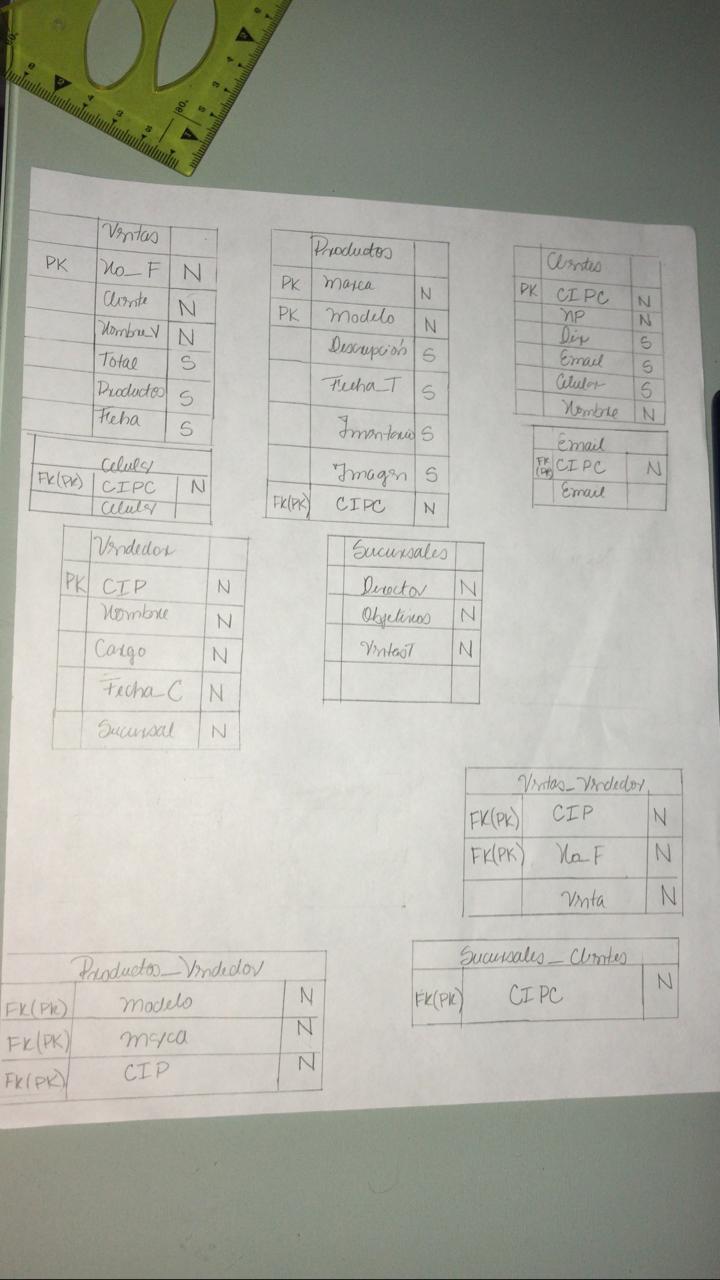 Ventas
PK No_F N
Cliente N
Nombre V N
Total S
Productos S
Fecha S
Productos
PK Marca N
PK Modelo N
Descripción S
Fecha_T S
Inventario S
Imagen S
FK(PK) CIPC N
Clientes
PK CIPC N
NP N
Dir S
Email S
Celular S
Nombre N
Celular
FK(PK) CIPC N
Celular
Email
FK (PK) CIPC N
Email
Vendedor
PK CIP N
Nombre N
Cargo N
Fecha_C N
Sucursal N
Sucursales
Director N
Objetivos N
VentasT N
Ventas_Vendedor
FK(PK) CIP N
FK(PK) No_F N
Venta N
Productos_Vendedor
FK(PK) Modelo N
FK(PK) Marca N
FK(PK) CIP N
Sucursales_Clientes
FK(PK) CIPC N